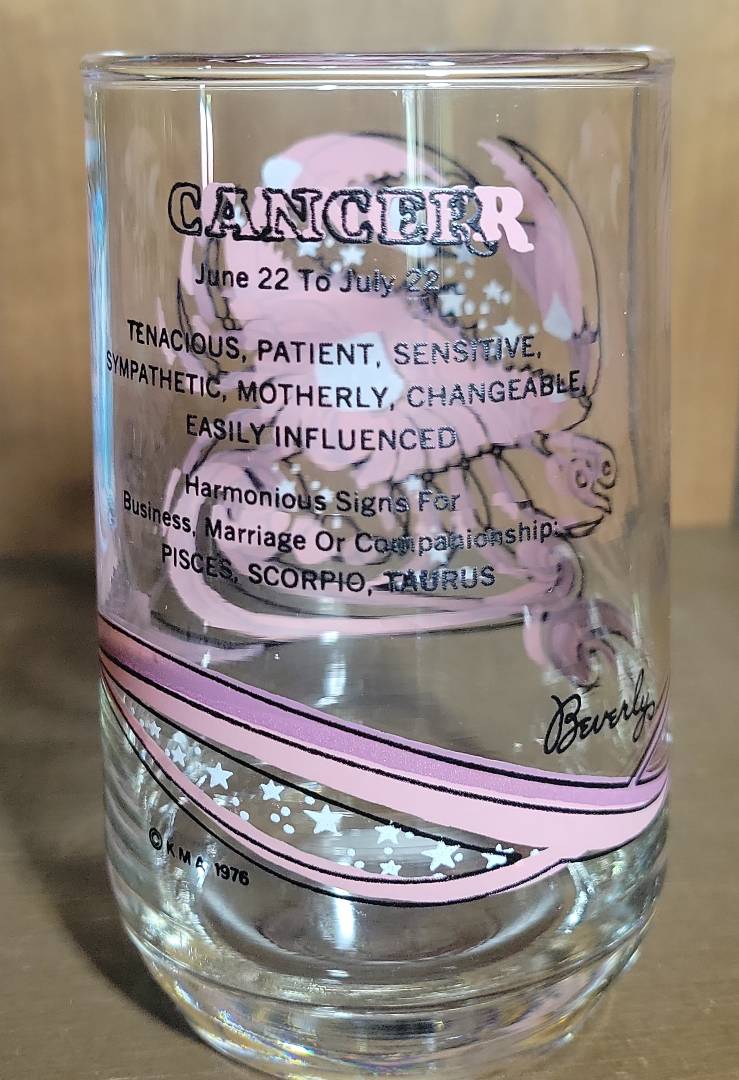 CANCER
June 22 To July 22
TENACIOUS, PATIENT, SENSITIVE,
SYMPATHETIC, MOTHERLY, CHANGEABLE,
EASILY INFLUENCED
Harmonious Signs For
Business, Marriage Or Companionship:
PISCES, SCORPIO, TAURUS
Beverly
© KMA 1976